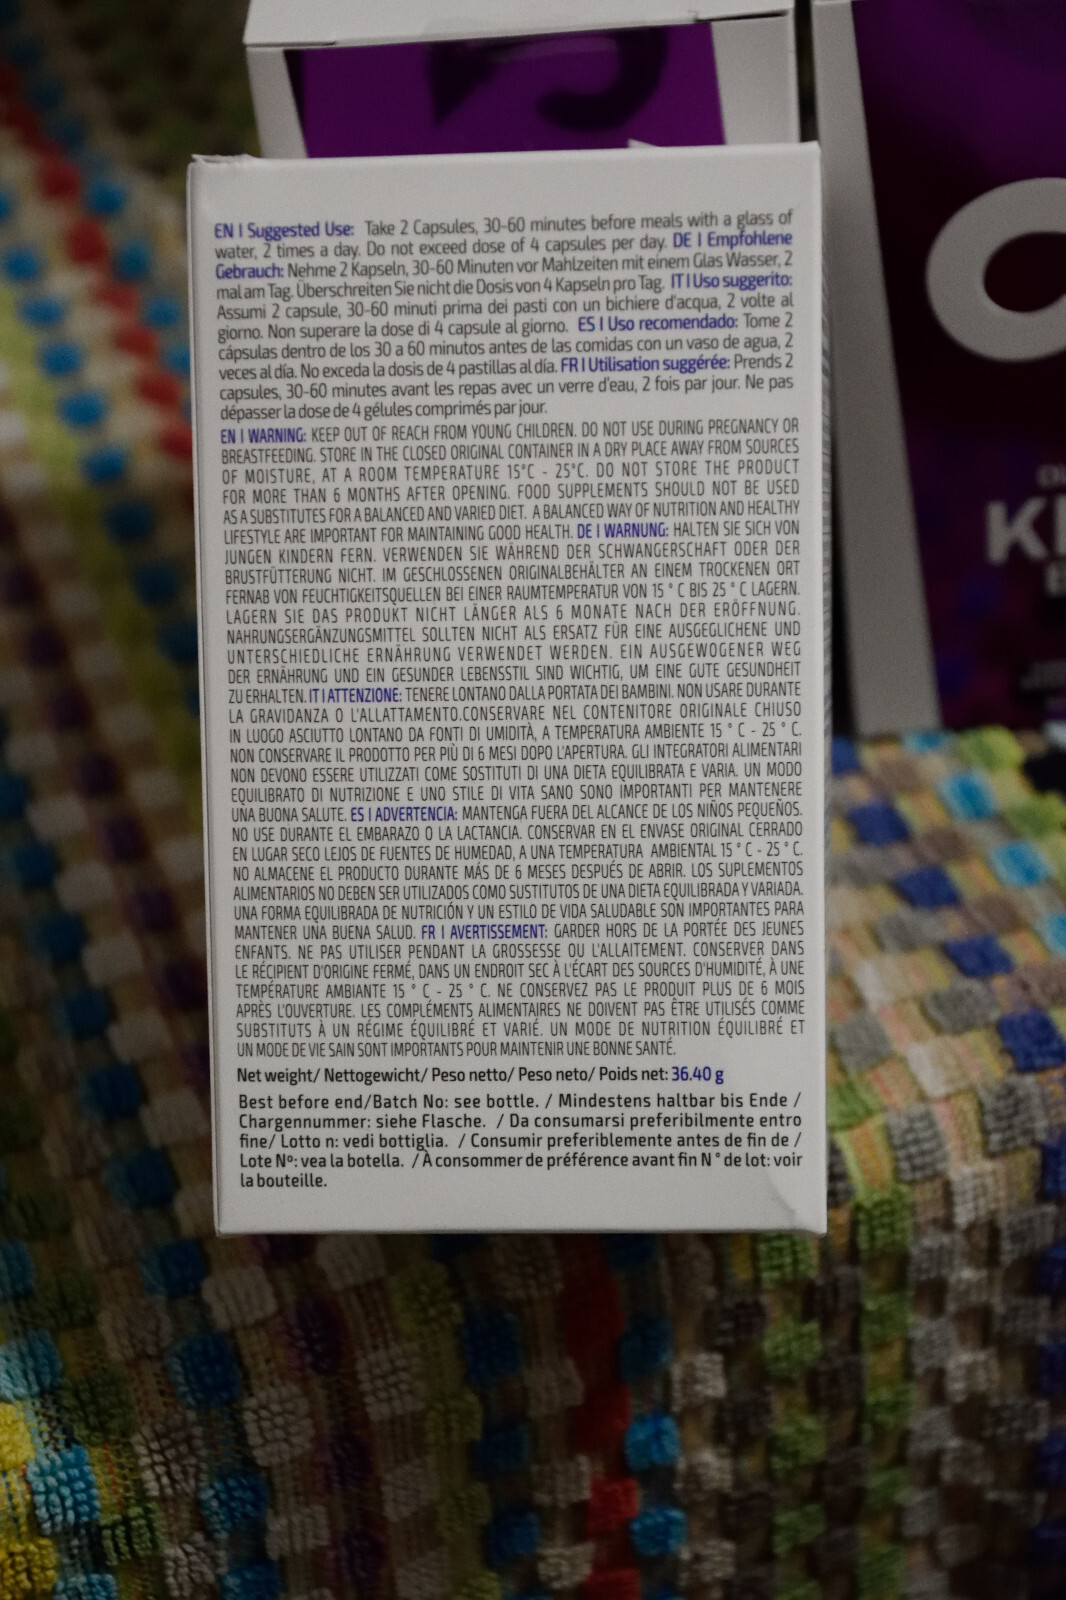 EN | Suggested Use: Take 2 Capsules, 30-60 minutes before meals with a glass of
water, 2 times a day. Do not exceed dose of 4 capsules per day. DE | Empfohlene
Gebrauch: Nehme 2 Kapseln, 30-60 Minuten vor Mahlzeiten mit einem Glas Wasser, 2
mal am Tag. Überschreiten Sie nicht die Dosis von 4 Kapseln pro Tag. IT | Uso suggerito:
Assumi 2 capsule, 30-60 minuti prima dei pasti con un bichiere d'acqua, 2 volte al
giorno. Non superare la dose di 4 capsule al giorno. ES | Uso recomendado: Tome 2
cápsulas dentro de los 30 a 60 minutos antes de las comidas con un vaso de agua, 2
veces al día. No exceda la dosis de 4 pastillas al día. FR | Utilisation suggérée: Prends 2
capsules, 30-60 minutes avant les repas avec un verre d'eau, 2 fois par jour. Ne pas
dépasser la dose de 4 gélules comprimés par jour.
EN | WARNING: KEEP OUT OF REACH FROM YOUNG CHILDREN. DO NOT USE DURING PREGNANCY OR
BREASTFEEDING. STORE IN THE CLOSED ORIGINAL CONTAINER IN A DRY PLACE AWAY FROM SOURCES
OF MOISTURE, AT A ROOM TEMPERATURE 15°C - 25°C. DO NOT STORE THE PRODUCT
FOR MORE THAN 6 MONTHS AFTER OPENING. FOOD SUPPLEMENTS SHOULD NOT BE USED
AS A SUBSTITUTES FOR A BALANCED AND VARIED DIET. A BALANCED WAY OF NUTRITION AND HEALTHY
LIFESTYLE ARE IMPORTANT FOR MAINTAINING GOOD HEALTH. DE | WARNUNG: HALTEN SIE SICH VON
JUNGEN KINDERN FERN. VERWENDEN SIE WÄHREND DER SCHWANGERSCHAFT ODER DER
BRUSTFÜTTERUNG NICHT. IM GESCHLOSSENEN ORIGINALBEHÄLTER AN EINEM TROCKENEN ORT
FERNAB VON FEUCHTIGKEITSQUELLEN BEI EINER RAUMTEMPERATUR VON 15 ° C BIS 25 ° C LAGERN.
LAGERN SIE DAS PRODUKT NICHT LÄNGER ALS 6 MONATE NACH DER ERÖFFNUNG.
NAHRUNGSERGÄNZUNGSMITTEL SOLLTEN NICHT ALS ERSATZ FÜR EINE AUSGEGLICHENE UND
UNTERSCHIEDLICHE ERNÄHRUNG VERWENDET WERDEN. EIN AUSGEWOGENER WEG
DER ERNÄHRUNG UND EIN GESUNDER LEBENSSTIL SIND WICHTIG, UM EINE GUTE GESUNDHEIT
ZU ERHALTEN. IT | ATTENZIONE: TENERE LONTANO DALLA PORTATA DEI BAMBINI. NON USARE DURANTE
LA GRAVIDANZA O L'ALLATTAMENTO.CONSERVARE NEL CONTENITORE ORIGINALE CHIUSO
IN LUOGO ASCIUTTO LONTANO DA FONTI DI UMIDITÀ, A TEMPERATURA AMBIENTE 15 ° C - 25 ° C.
NON CONSERVARE IL PRODOTTO PER PIÙ DI 6 MESI DOPO L'APERTURA. GLI INTEGRATORI ALIMENTARI
NON DEVONO ESSERE UTILIZZATI COME SOSTITUTI DI UNA DIETA EQUILIBRATA E VARIA. UN MODO
EQUILIBRATO DI NUTRIZIONE E UNO STILE DI VITA SANO SONO IMPORTANTI PER MANTENERE
UNA BUONA SALUTE. ES | ADVERTENCIA: MANTENGA FUERA DEL ALCANCE DE LOS NIÑOS PEQUEÑOS.
NO USE DURANTE EL EMBARAZO O LA LACTANCIA. CONSERVAR EN EL ENVASE ORIGINAL CERRADO
EN LUGAR SECO LEJOS DE FUENTES DE HUMEDAD, A UNA TEMPERATURA AMBIENTAL 15 ° C - 25 ° C.
NO ALMACENE EL PRODUCTO DURANTE MÁS DE 6 MESES DESPUÉS DE ABRIR. LOS SUPLEMENTOS
ALIMENTARIOS NO DEBEN SER UTILIZADOS COMO SUSTITUTOS DE UNA DIETA EQUILIBRADA Y VARIADA.
UNA FORMA EQUILIBRADA DE NUTRICIÓN Y UN ESTILO DE VIDA SALUDABLE SON IMPORTANTES PARA
MANTENER UNA BUENA SALUD. FR | AVERTISSEMENT: GARDER HORS DE LA PORTÉE DES JEUNES
ENFANTS. NE PAS UTILISER PENDANT LA GROSSESSE OU L'ALLAITEMENT. CONSERVER DANS
LE RÉCIPIENT D'ORIGINE FERMÉ, DANS UN ENDROIT SEC À L'ÉCART DES SOURCES D'HUMIDITÉ, À UNE
TEMPÉRATURE AMBIANTE 15 ° C - 25 ° C. NE CONSERVEZ PAS LE PRODUIT PLUS DE 6 MOIS
APRÈS L'OUVERTURE. LES COMPLÉMENTS ALIMENTAIRES NE DOIVENT PAS ÊTRE UTILISÉS COMME
SUBSTITUTS À UN RÉGIME ÉQUILIBRÉ ET VARIÉ. UN MODE DE NUTRITION ÉQUILIBRÉ ET
UN MODE DE VIE SAIN SONT IMPORTANTS POUR MAINTENIR UNE BONNE SANTÉ.
Net weight/ Nettogewicht/ Peso netto/ Peso neto/ Poids net: 36.40 g
Best before end/Batch No: see bottle. / Mindestens haltbar bis Ende /
Chargennummer: siehe Flasche. / Da consumarsi preferibilmente entro
fine/ Lotto n: vedi bottiglia. / Consumir preferiblemente antes de fin de /
Lote Nº: vea la botella. / À consommer de préférence avant fin N ° de lot: voir
la bouteille.